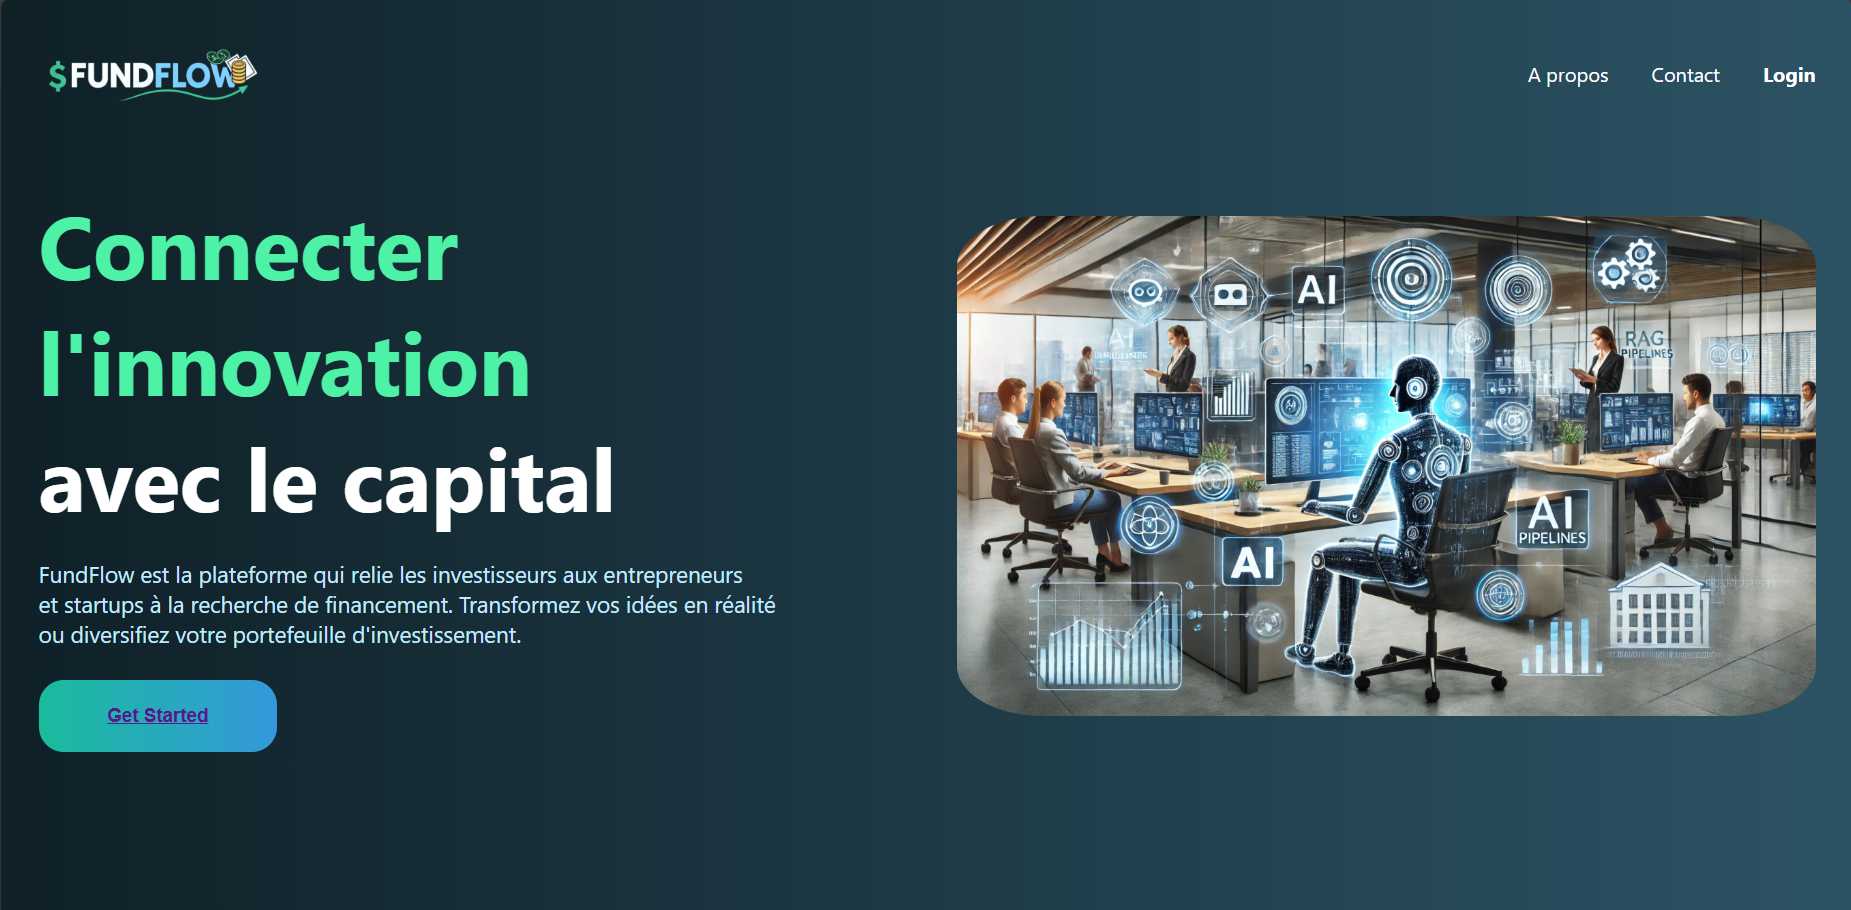 $FUNDFLOW
A propos
Contact
Login
Connecter
l'innovation
avec le capital
FundFlow est la plateforme qui relie les investisseurs aux entrepreneurs
et startups à la recherche de financement. Transformez vos idées en réalité
ou diversifiez votre portefeuille d'investissement.
Get Started
AI
RAG
PIPELINES
AI
PIPELINES
AI